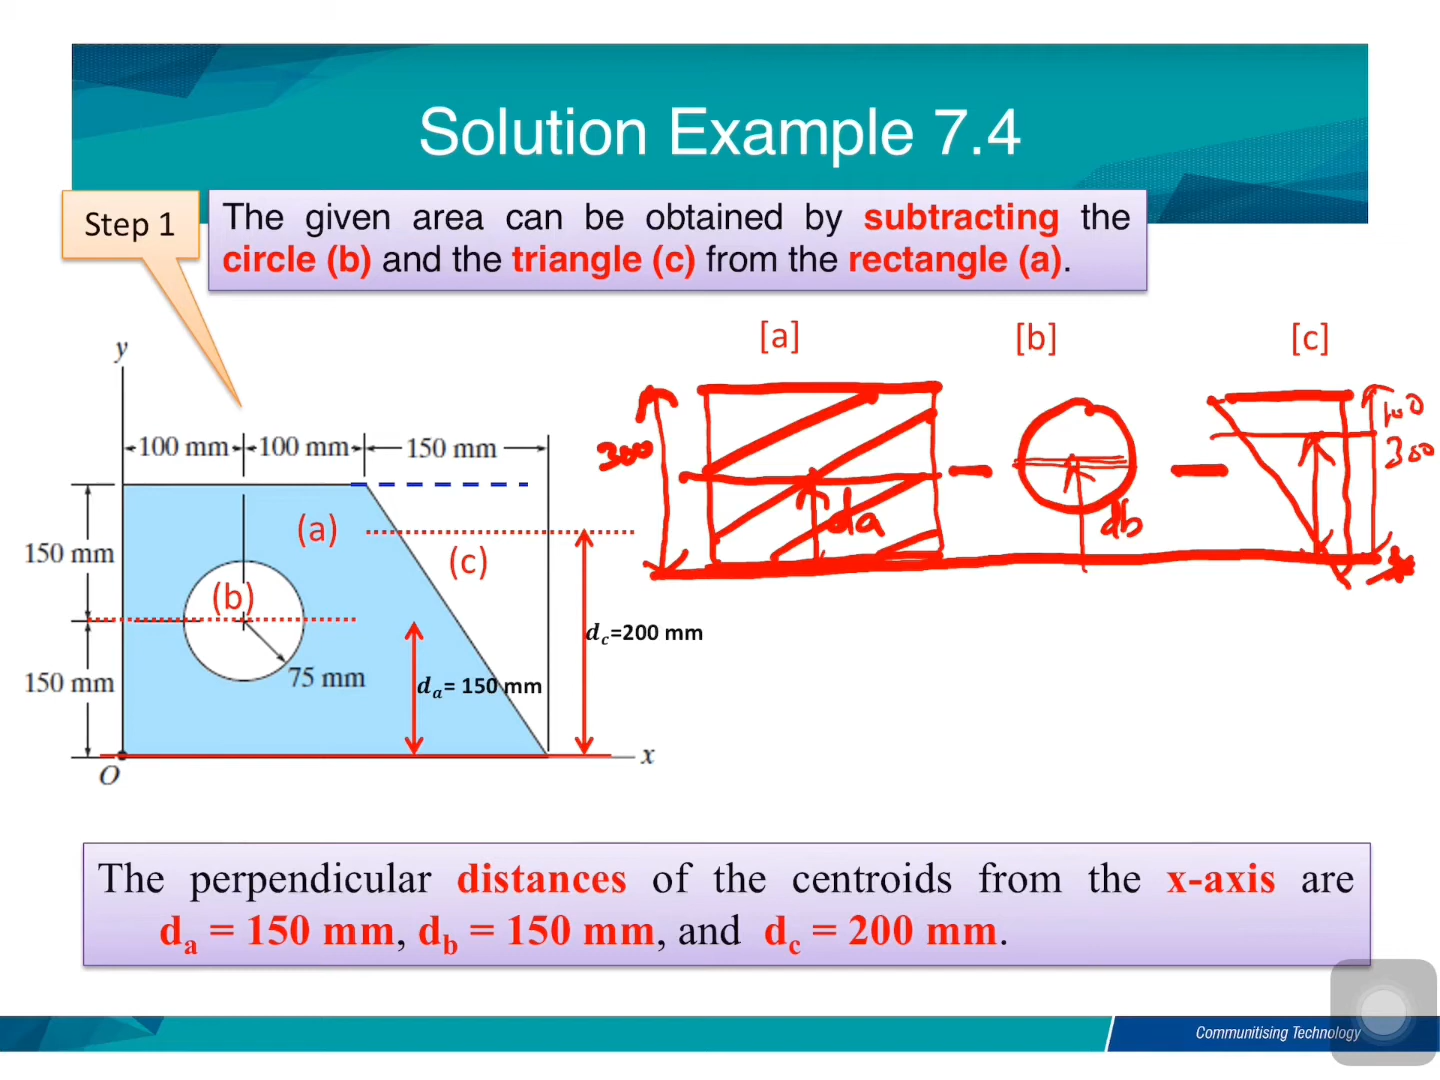 Solution Example 7.4
Step 1
The given area can be obtained by subtracting the
circle (b) and the triangle (c) from the rectangle (a).
[a]
[b]
[c]
y
100 mm 100 mm 150 mm
100
300
300
(a)
da
db
150 mm
(c)
(b)
d_c=200 mm
75 mm
150 mm
d_a= 150 mm
x
O
The perpendicular distances of the centroids from the x-axis are
d_a = 150 mm, d_b = 150 mm, and d_c = 200 mm.
Communitising Technology